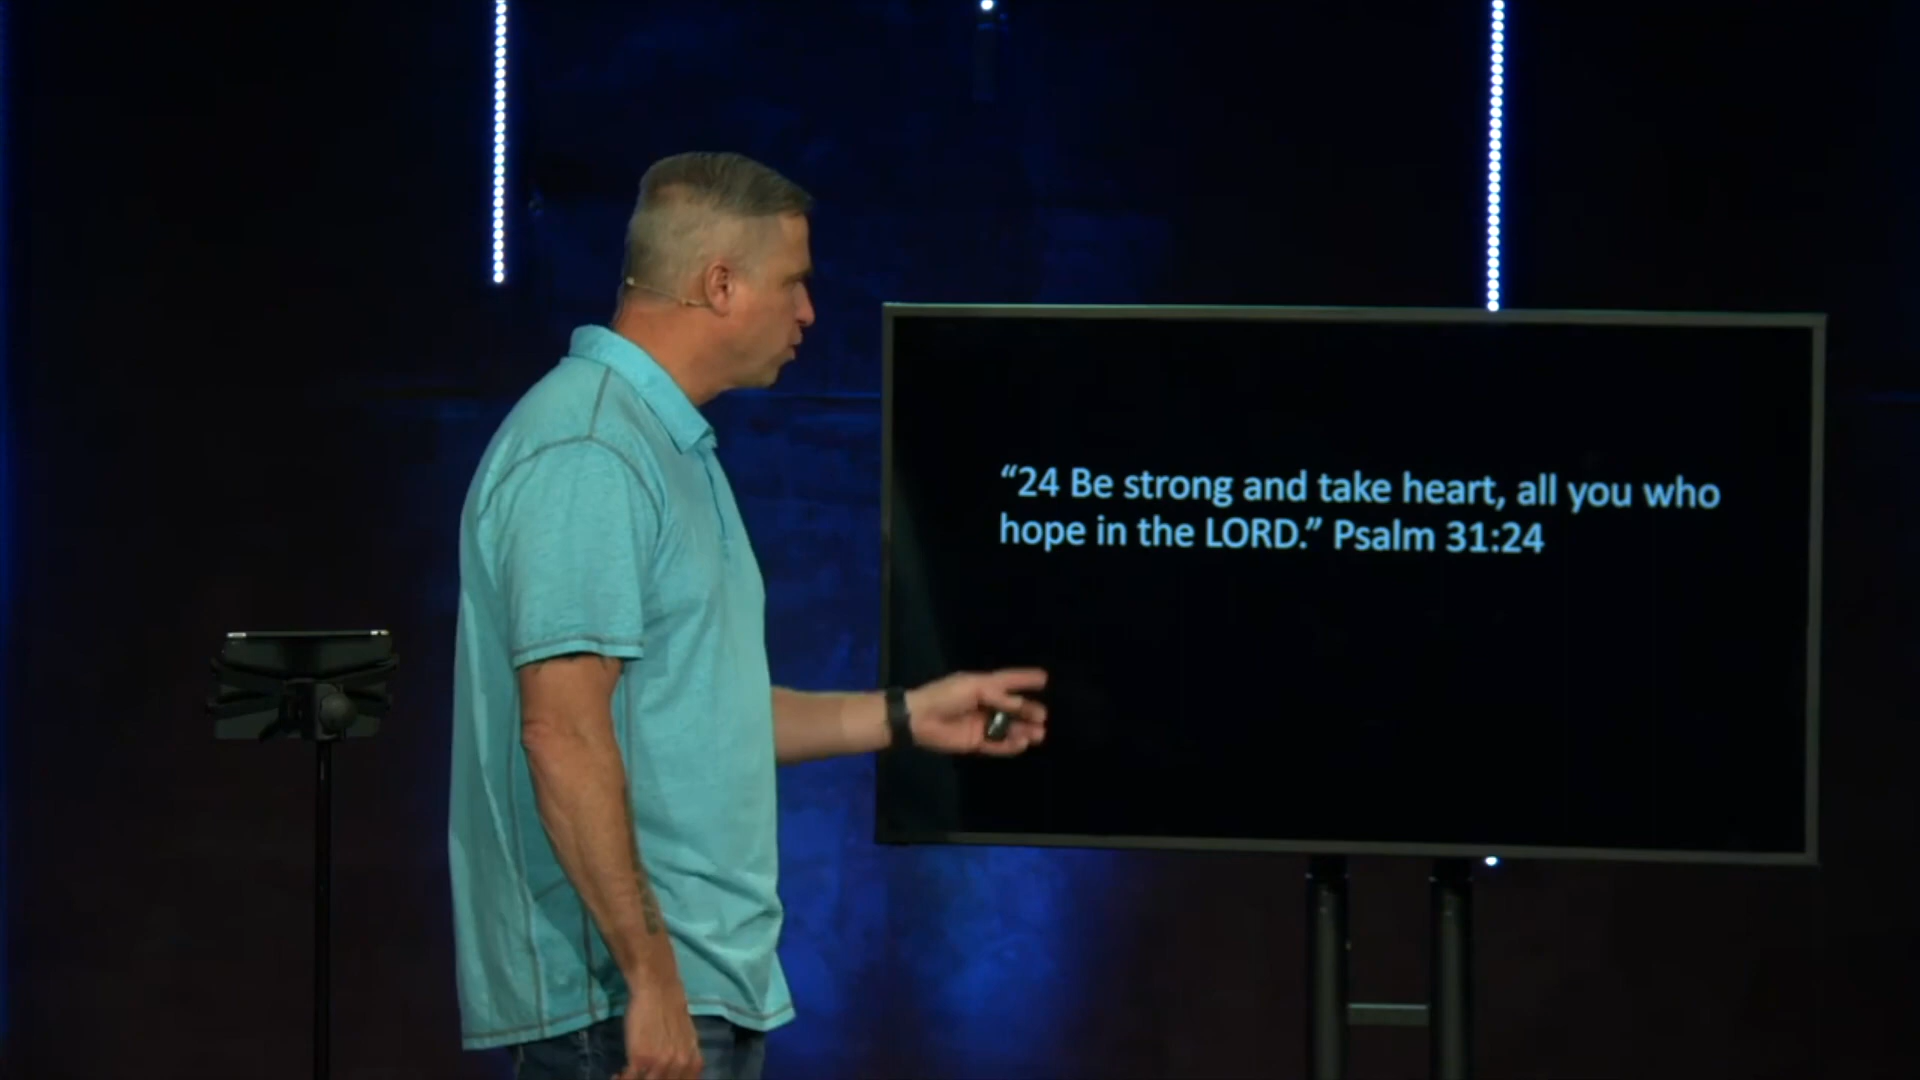 “24 Be strong and take heart, all you who
hope in the LORD.” Psalm 31:24